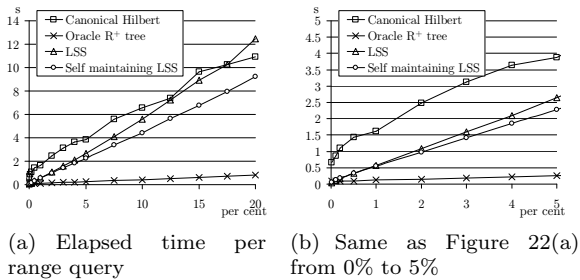 s
14
12
10
8
6
4
2
0
Canonical Hilbert
Oracle R+ tree
LSS
Self maintaining LSS
0 5 10 15 20
per cent
(a) Elapsed time per
range query
s
5
4.5
4
3.5
3
2.5
2
1.5
1
0.5
0
Canonical Hilbert
Oracle R+ tree
LSS
Self maintaining LSS
0 1 2 3 4 5
per cent
(b) Same as Figure 22(a)
from 0% to 5%